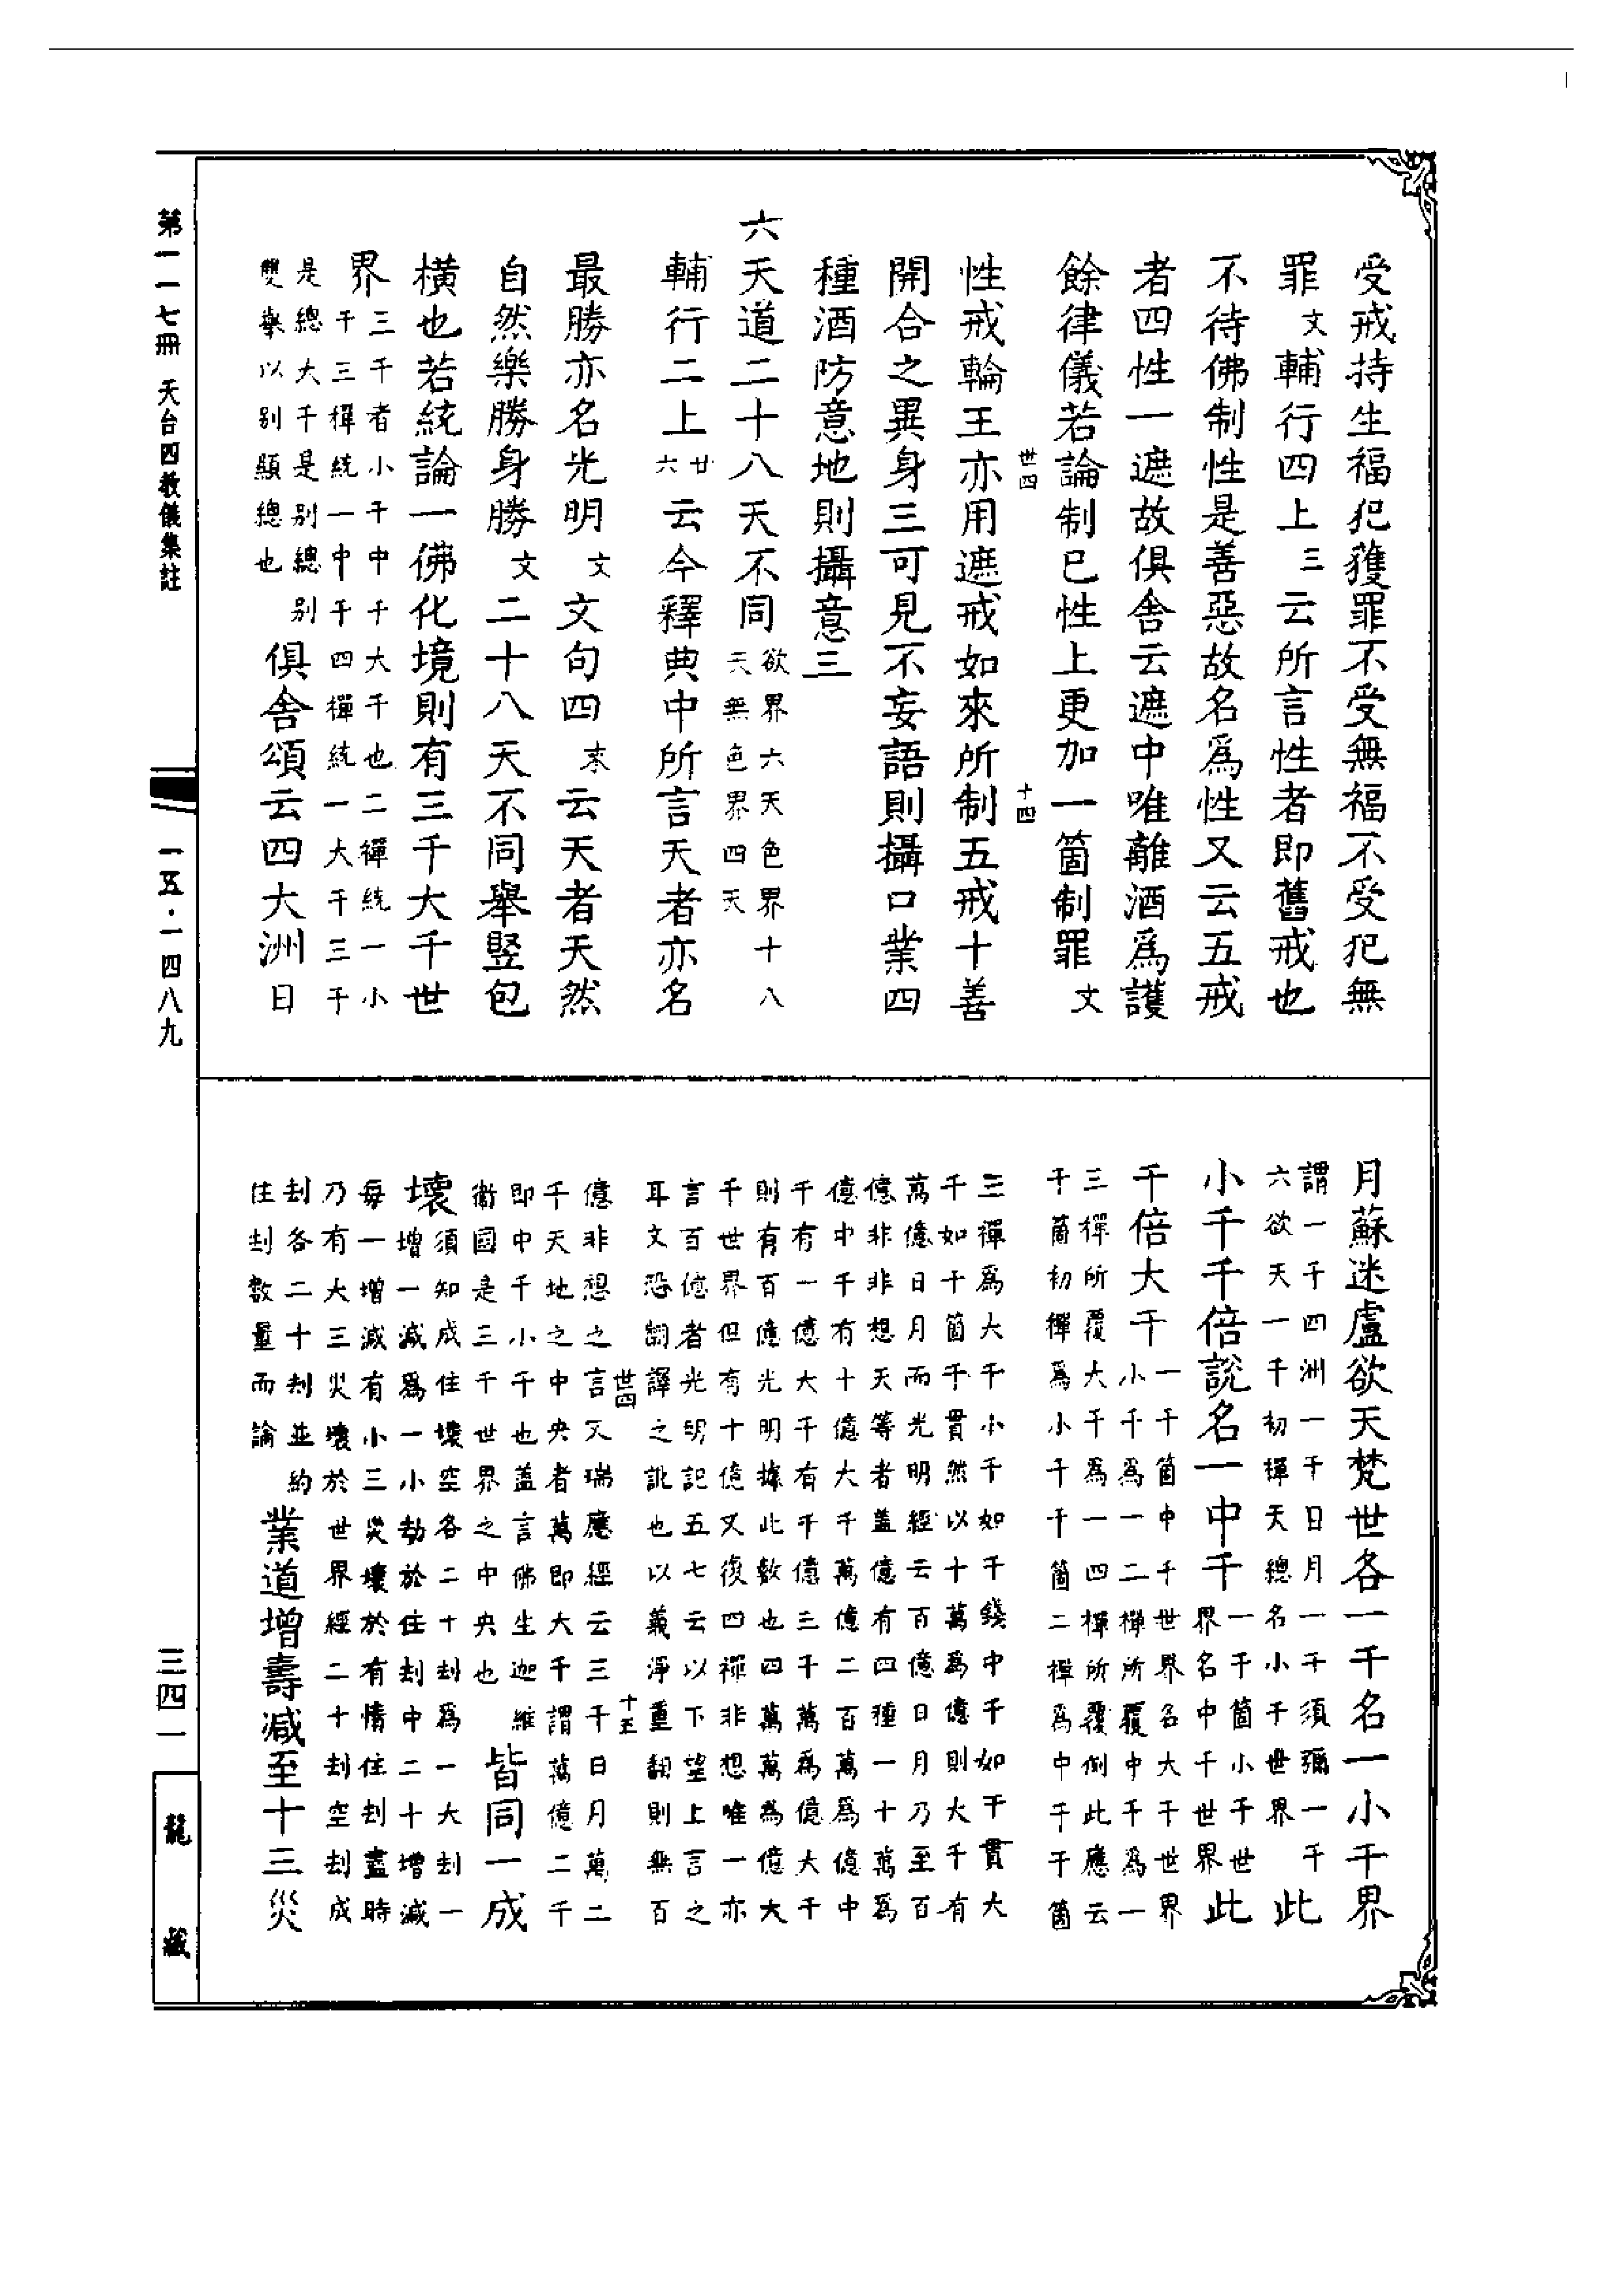 受戒持生福犯獲罪不受無福不受犯無
罪文輔行四上三云所言性者即舊戒也
不待佛制性是善惡故名爲性又云五戒
者四性一遮故俱舍云遮中唯離酒爲護
餘律儀若論制已性上更加一箇制罪文
世四 十四
性戒輪王亦用遮戒如來所制五戒十善
開合之異身三可見不妄語則攝口業四
種酒防意地則攝意三
六天道二十八天不同欲界六天色界十八天無色界四天
輔行二上廿六云今釋典中所言天者亦名
最勝亦名光明文文句四末云天者天然
自然樂勝身勝文二十八天不同舉竪包
橫也若統論一佛化境則有三千大千世
界三千者小千中千大千也二禪統一小千三禪統一中千四禪統一大千三千
是總大千是別總別雙舉以別顯總也俱舍頌云四大洲日
月蘇迷盧欲天梵世各一千名一小千界
謂一千四洲一千日月一千須彌一千六欲天一千初禪天總名小千世界此
小千千倍說名一中千一千箇小千世界名中千世界此
千倍大千一千箇中千世界名大千世界小千爲一二禪所覆中千爲一
三禪所覆大千爲一四禪所覆例此應云千箇初禪爲小千千箇二禪爲中千千箇
三禪爲大千小千如千錢中千如千貫大
千如千箇千貫然以十萬爲億則大千有
萬億日月而光明經云百億日月乃至百
億非非想天等者蓋億有四種一十萬爲
億中千有十億大千萬億二百萬爲億中
千有一億大千有千億三千萬爲億大千
則有百億光明據此數也四萬萬爲億大
千世界但有十億又復四禪非想唯一亦
言百億者光明記五七云以下望上言之
耳文恐翻譯之訛也以義淨重翻則無百
世四 十五
億非想之言又瑞應經云三千日月萬二
千天地之中央者萬即大千謂萬億二千
即中千小千也蓋言佛生迦維衞國是三千世界之中央也皆同一成
壞須知成住壞空各二十刦爲一大刦一增一減爲一小劫於住刦中二十增減
每一增減有小三災壞於有情住刦盡時
乃有大三災壞於世界經二十刦空刦成
刦各二十刦並約住刦數量而論業道增壽減至十三災
第一一七冊 天台四教儀集註
一五·一四八九
三四一
龍藏